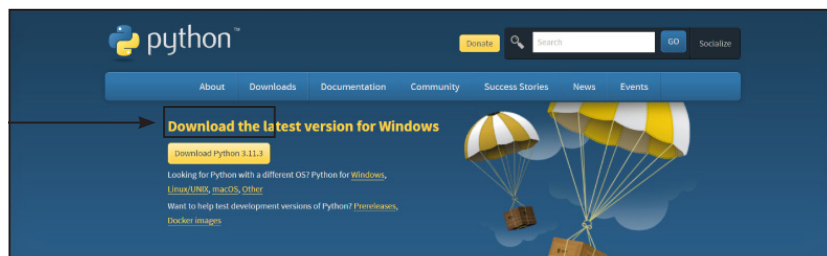 python™
Donate
Search
GO
Socialize
About Downloads Documentation Community Success Stories News Events
Download the latest version for Windows
Download Python 3.11.3
Looking for Python with a different OS? Python for Windows,
Linux/UNIX, macOS, Other
Want to help test development versions of Python? Prereleases,
Docker images